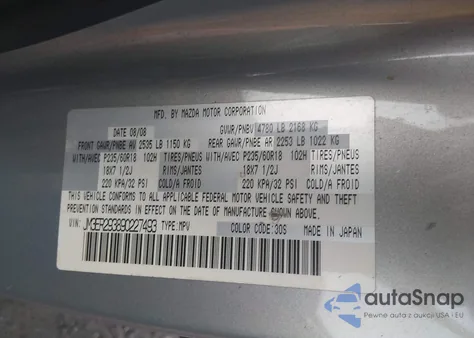 MFD. BY MAZDA MOTOR CORPORATION
DATE 08/08 GVWR/PNBV 4780 LB 2168 KG
FRONT GAWR/PNBE AV 2535 LB 1150 KG REAR GAWR/PNBE AR 2253 LB 1022 KG
WITH/AVEC P235/60R18 102H TIRES/PNEUS WITH/AVEC P235/60R18 102H TIRES/PNEUS
18X7 1/2J RIMS/JANTES 18X7 1/2J RIMS/JANTES
220 KPA/32 PSI COLD/A FROID 220 KPA/32 PSI COLD/A FROID
THIS VEHICLE CONFORMS TO ALL APPLICABLE FEDERAL MOTOR VEHICLE SAFETY AND THEFT
PREVENTION STANDARDS IN EFFECT ON THE DATE OF MANUFACTURE SHOWN ABOVE.
VIN: JM3ER293890227493 TYPE: MPV COLOR CODE: 30S MADE IN JAPAN
autoSnap
Pewne auta z aukcji USA i EU